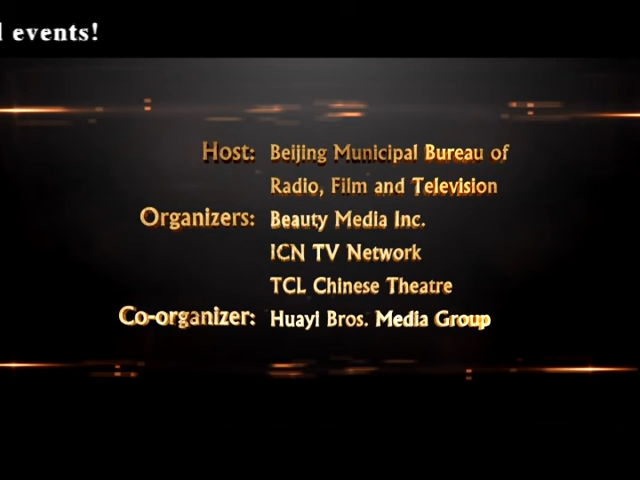 events!
Host: Beijing Municipal Bureau of
Radio, Film and Television
Organizers: Beauty Media Inc.
ICN TV Network
TCL Chinese Theatre
Co-organizer: Huayi Bros. Media Group